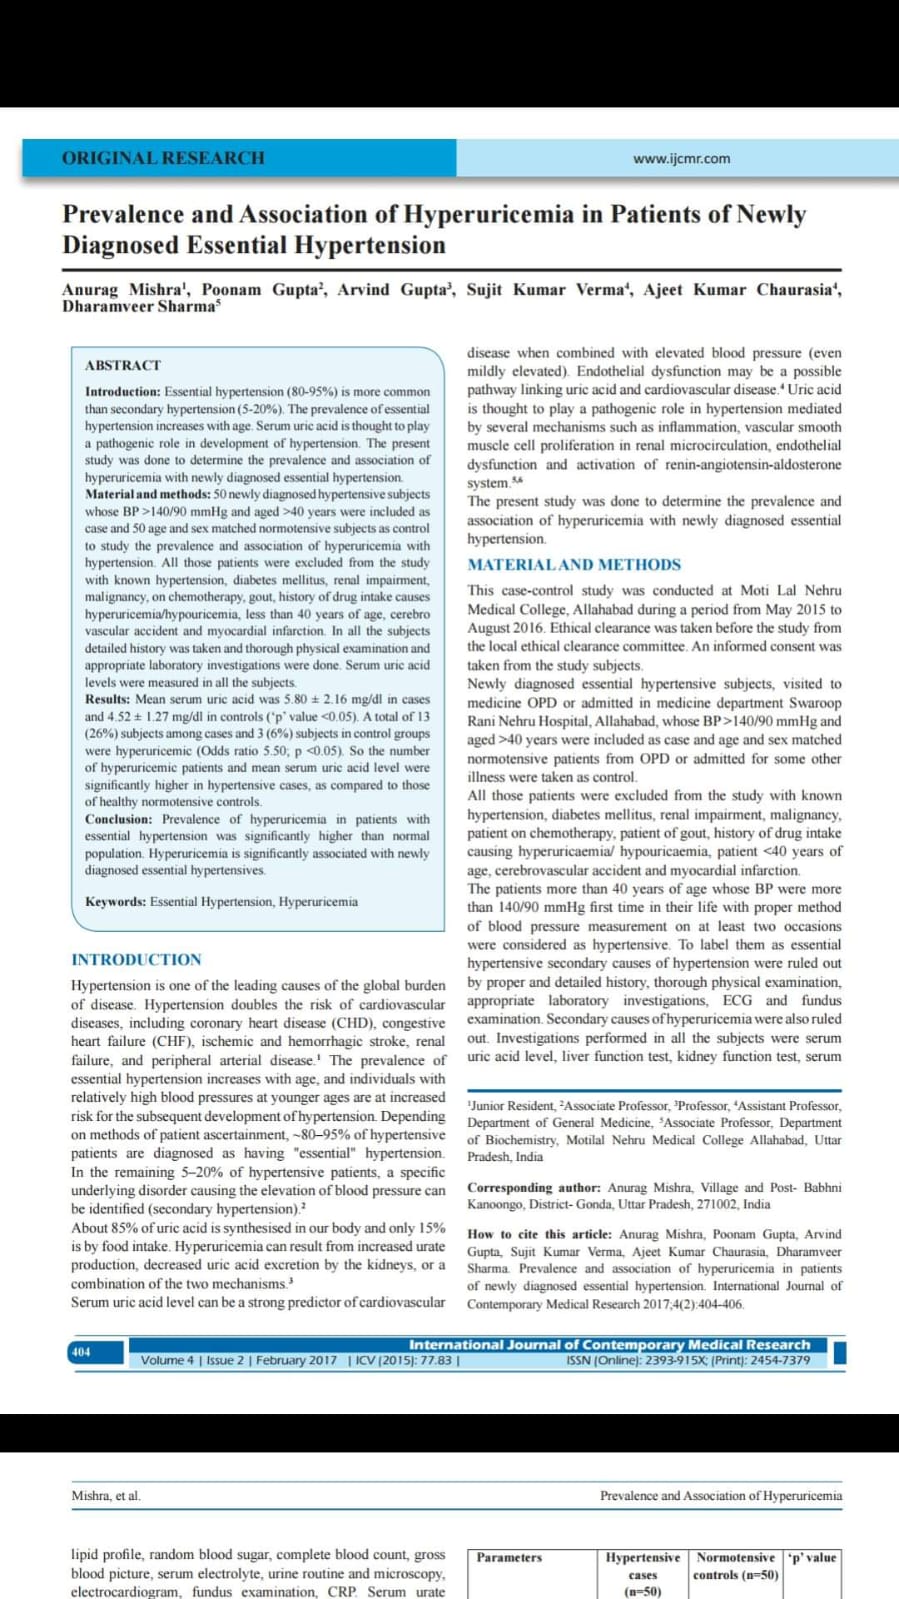 ORIGINAL RESEARCH
www.ijcmr.com
Prevalence and Association of Hyperuricemia in Patients of Newly
Diagnosed Essential Hypertension
Anurag Mishra¹, Poonam Gupta², Arvind Gupta³, Sujit Kumar Verma⁴, Ajeet Kumar Chaurasia⁴,
Dharamveer Sharma⁵
ABSTRACT
Introduction: Essential hypertension (80-95%) is more common
than secondary hypertension (5-20%). The prevalence of essential
hypertension increases with age. Serum uric acid is thought to play
a pathogenic role in development of hypertension. The present
study was done to determine the prevalence and association of
hyperuricemia with newly diagnosed essential hypertension.
Material and methods: 50 newly diagnosed hypertensive subjects
whose BP >140/90 mmHg and aged >40 years were included as
case and 50 age and sex matched normotensive subjects as control
to study the prevalence and association of hyperuricemia with
hypertension. All those patients were excluded from the study
with known hypertension, diabetes mellitus, renal impairment,
malignancy, on chemotherapy, gout, history of drug intake causes
hyperuricemia/hypouricemia, less than 40 years of age, cerebro
vascular accident and myocardial infarction. In all the subjects
detailed history was taken and thorough physical examination and
appropriate laboratory investigations were done. Serum uric acid
levels were measured in all the subjects.
Results: Mean serum uric acid was 5.80 ± 2.16 mg/dl in cases
and 4.52 ± 1.27 mg/dl in controls ('p' value <0.05). A total of 13
(26%) subjects among cases and 3 (6%) subjects in control groups
were hyperuricemic (Odds ratio 5.50; p <0.05). So the number
of hyperuricemic patients and mean serum uric acid level were
significantly higher in hypertensive cases, as compared to those
of healthy normotensive controls.
Conclusion: Prevalence of hyperuricemia in patients with
essential hypertension was significantly higher than normal
population. Hyperuricemia is significantly associated with newly
diagnosed essential hypertensives.
Keywords: Essential Hypertension, Hyperuricemia
INTRODUCTION
Hypertension is one of the leading causes of the global burden
of disease. Hypertension doubles the risk of cardiovascular
diseases, including coronary heart disease (CHD), congestive
heart failure (CHF), ischemic and hemorrhagic stroke, renal
failure, and peripheral arterial disease.¹ The prevalence of
essential hypertension increases with age, and individuals with
relatively high blood pressures at younger ages are at increased
risk for the subsequent development of hypertension. Depending
on methods of patient ascertainment, ~80–95% of hypertensive
patients are diagnosed as having "essential" hypertension.
In the remaining 5–20% of hypertensive patients, a specific
underlying disorder causing the elevation of blood pressure can
be identified (secondary hypertension).²
About 85% of uric acid is synthesised in our body and only 15%
is by food intake. Hyperuricemia can result from increased urate
production, decreased uric acid excretion by the kidneys, or a
combination of the two mechanisms.³
Serum uric acid level can be a strong predictor of cardiovascular
disease when combined with elevated blood pressure (even
mildly elevated). Endothelial dysfunction may be a possible
pathway linking uric acid and cardiovascular disease.⁴ Uric acid
is thought to play a pathogenic role in hypertension mediated
by several mechanisms such as inflammation, vascular smooth
muscle cell proliferation in renal microcirculation, endothelial
dysfunction and activation of renin-angiotensin-aldosterone
system.⁵,⁶
The present study was done to determine the prevalence and
association of hyperuricemia with newly diagnosed essential
hypertension.
MATERIAL AND METHODS
This case-control study was conducted at Moti Lal Nehru
Medical College, Allahabad during a period from May 2015 to
August 2016. Ethical clearance was taken before the study from
the local ethical clearance committee. An informed consent was
taken from the study subjects.
Newly diagnosed essential hypertensive subjects, visited to
medicine OPD or admitted in medicine department Swaroop
Rani Nehru Hospital, Allahabad, whose BP>140/90 mmHg and
aged >40 years were included as case and age and sex matched
normotensive patients from OPD or admitted for some other
illness were taken as control.
All those patients were excluded from the study with known
hypertension, diabetes mellitus, renal impairment, malignancy,
patient on chemotherapy, patient of gout, history of drug intake
causing hyperuricaemia/ hypouricaemia, patient <40 years of
age, cerebrovascular accident and myocardial infarction.
The patients more than 40 years of age whose BP were more
than 140/90 mmHg first time in their life with proper method
of blood pressure measurement on at least two occasions
were considered as hypertensive. To label them as essential
hypertensive secondary causes of hypertension were ruled out
by proper and detailed history, thorough physical examination,
appropriate laboratory investigations, ECG and fundus
examination. Secondary causes of hyperuricemia were also ruled
out. Investigations performed in all the subjects were serum
uric acid level, liver function test, kidney function test, serum
¹Junior Resident, ²Associate Professor, ³Professor, ⁴Assistant Professor,
Department of General Medicine, ⁵Associate Professor, Department
of Biochemistry, Motilal Nehru Medical College Allahabad, Uttar
Pradesh, India
Corresponding author: Anurag Mishra, Village and Post- Babhni
Kanoongo, District- Gonda, Uttar Pradesh, 271002, India
How to cite this article: Anurag Mishra, Poonam Gupta, Arvind
Gupta, Sujit Kumar Verma, Ajeet Kumar Chaurasia, Dharamveer
Sharma. Prevalence and association of hyperuricemia in patients
of newly diagnosed essential hypertension. International Journal of
Contemporary Medical Research 2017;4(2):404-406.
404
International Journal of Contemporary Medical Research
Volume 4 | Issue 2 | February 2017 | ICV (2015): 77.83 |
ISSN (Online): 2393-915X; (Print): 2454-7379
Mishra, et al.
Prevalence and Association of Hyperuricemia
lipid profile, random blood sugar, complete blood count, gross
blood picture, serum electrolyte, urine routine and microscopy,
electrocardiogram, fundus examination, CRP. Serum urate
Parameters
Hypertensive
cases
(n=50)
Normotensive
controls (n=50)
'p' value